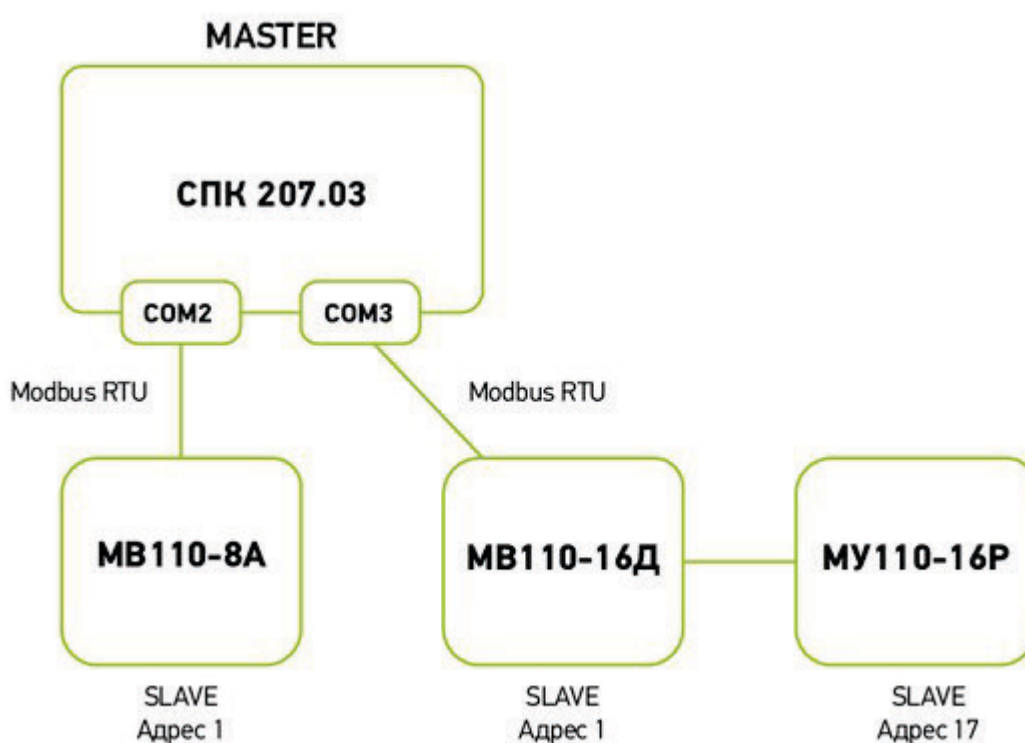 MASTER
СПК 207.03
COM2
COM3
Modbus RTU
Modbus RTU
МВ110-8А
МВ110-16Д
МУ110-16Р
SLAVE
Адрес 1
SLAVE
Адрес 1
SLAVE
Адрес 17